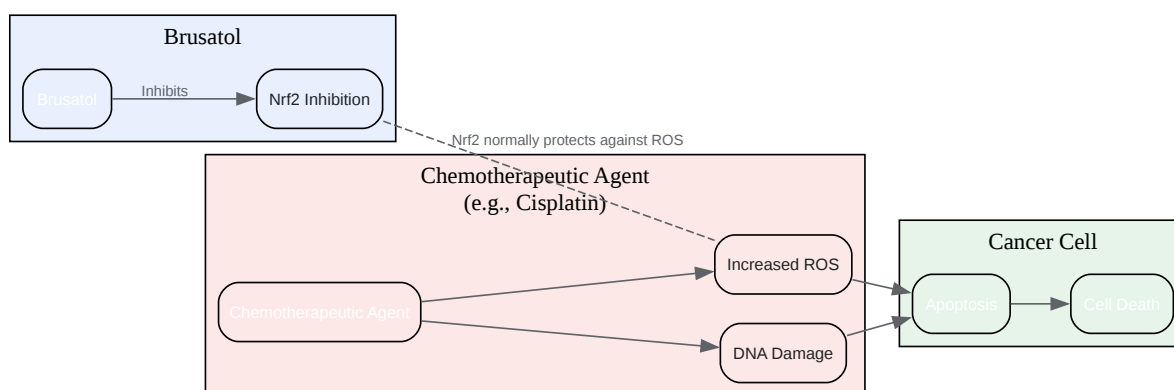 Brusatol
Brusatol
Inhibits
Nrf2 Inhibition
Nrf2 normally protects against ROS
Chemotherapeutic Agent
(e.g., Cisplatin)
Increased ROS
Chemotherapeutic Agent
DNA Damage
Cancer Cell
Apoptosis
Cell Death